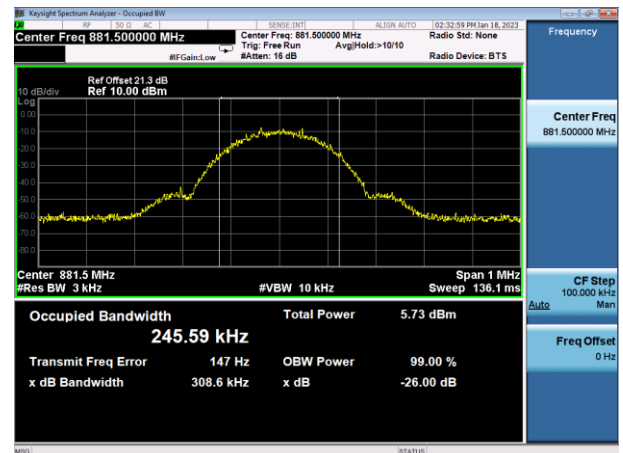 Keysight Spectrum Analyzer - Occupied BW
RF 50 Ω AC SENSE:INT ALIGN AUTO 02:32:59 PM Jan 18, 2023
Center Freq 881.500000 MHz
Center Freq: 881.500000 MHz
Radio Std: None
Trig: Free Run Avg|Hold:>10/10
#IFGain:Low
#Atten: 16 dB
Radio Device: BTS
Ref Offset 21.3 dB
10 dB/div Ref 10.00 dBm
Log
0.00
-10.0
-20.0
-30.0
-40.0
-50.0
-60.0
-70.0
-80.0
Center 881.5 MHz Span 1 MHz
#Res BW 3 kHz #VBW 10 kHz Sweep 136.1 ms
Occupied Bandwidth Total Power 5.73 dBm
245.59 kHz
Transmit Freq Error 147 Hz OBW Power 99.00 %
x dB Bandwidth 308.6 kHz x dB -26.00 dB
MSG STATUS
Frequency
Center Freq
881.500000 MHz
CF Step
100.000 kHz
Auto Man
Freq Offset
0 Hz